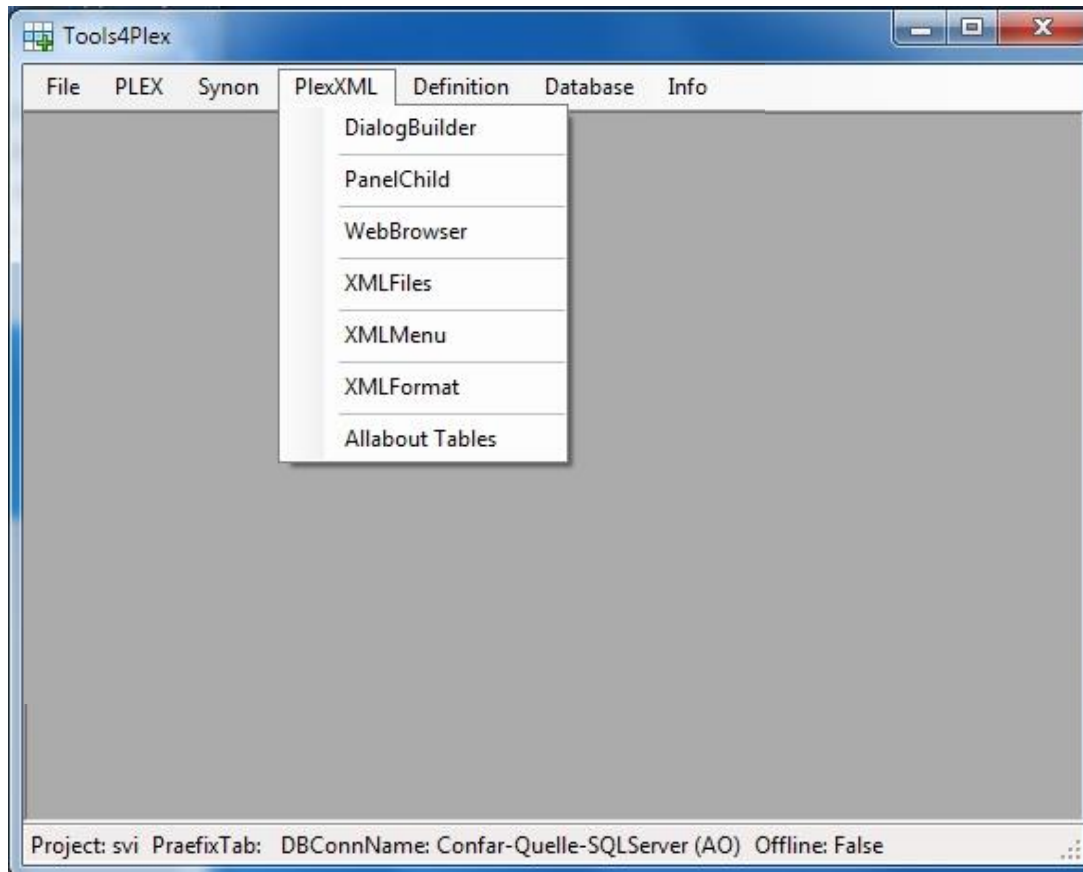 Tools4Plex
File PLEX Synon PlexXML Definition Database Info
DialogBuilder
PanelChild
WebBrowser
XMLFiles
XMLMenu
XMLFormat
Allabout Tables
Project: svi PraefixTab: DBConnName: Confar-Quelle-SQLServer (AO) Offline: False